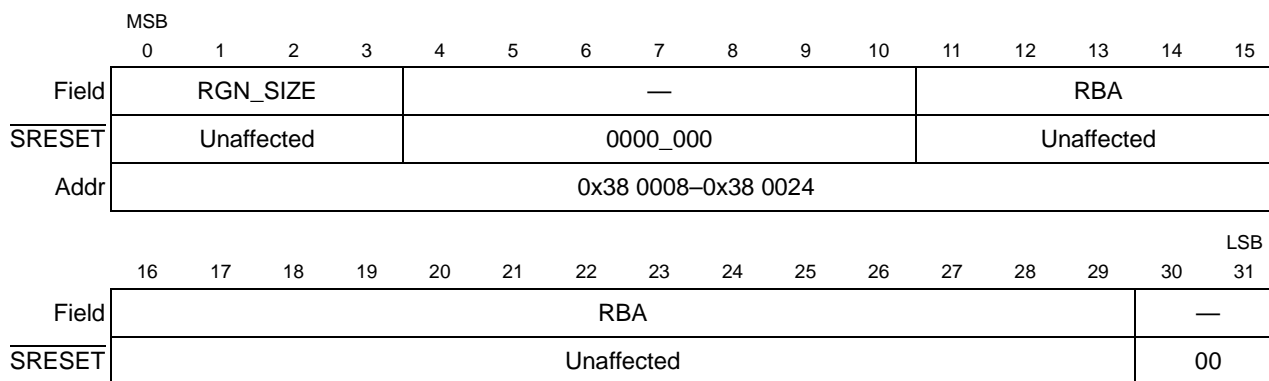 MSB
0 1 2 3 4 5 6 7 8 9 10 11 12 13 14 15
Field RGN_SIZE — RBA
SRESET Unaffected 0000_000 Unaffected
Addr 0x38 0008–0x38 0024
LSB
16 17 18 19 20 21 22 23 24 25 26 27 28 29 30 31
Field RBA —
SRESET Unaffected 00